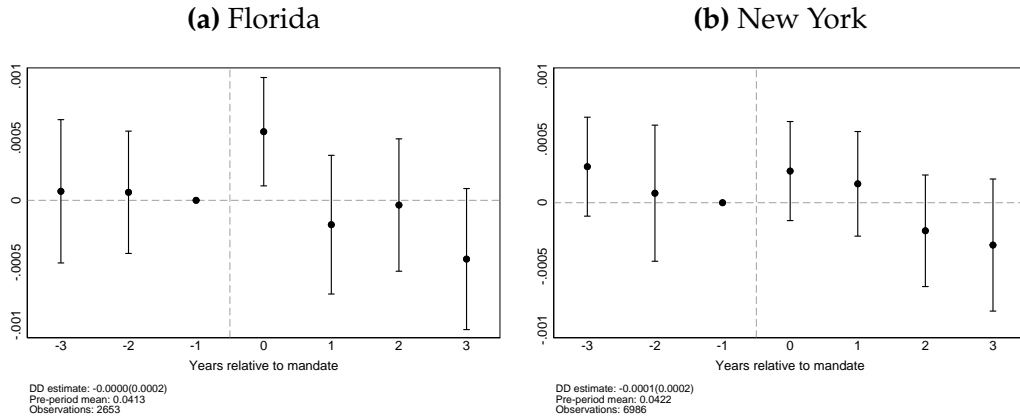 (a) Florida
.001
.0005
0
-.0005
-.001
-3 -2 -1 0 1 2 3
Years relative to mandate
DD estimate: -0.0000(0.0002)
Pre-period mean: 0.0413
Observations: 2653
(b) New York
.001
.0005
0
-.0005
-.001
-3 -2 -1 0 1 2 3
Years relative to mandate
DD estimate: -0.0001(0.0002)
Pre-period mean: 0.0422
Observations: 6986